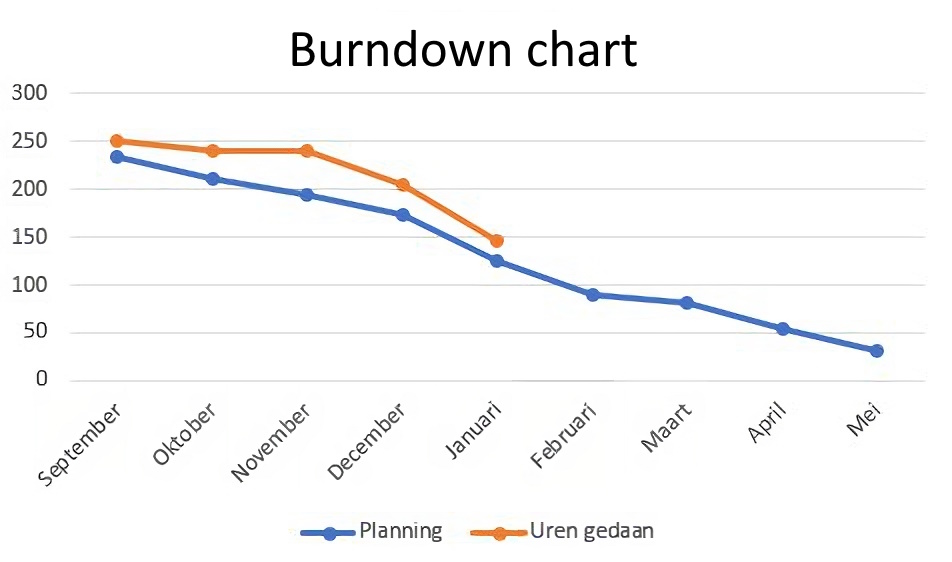 Burndown chart
300
250
200
150
100
50
0
September
Oktober
November
December
Januari
Februari
Maart
April
Mei
Planning
Uren gedaan